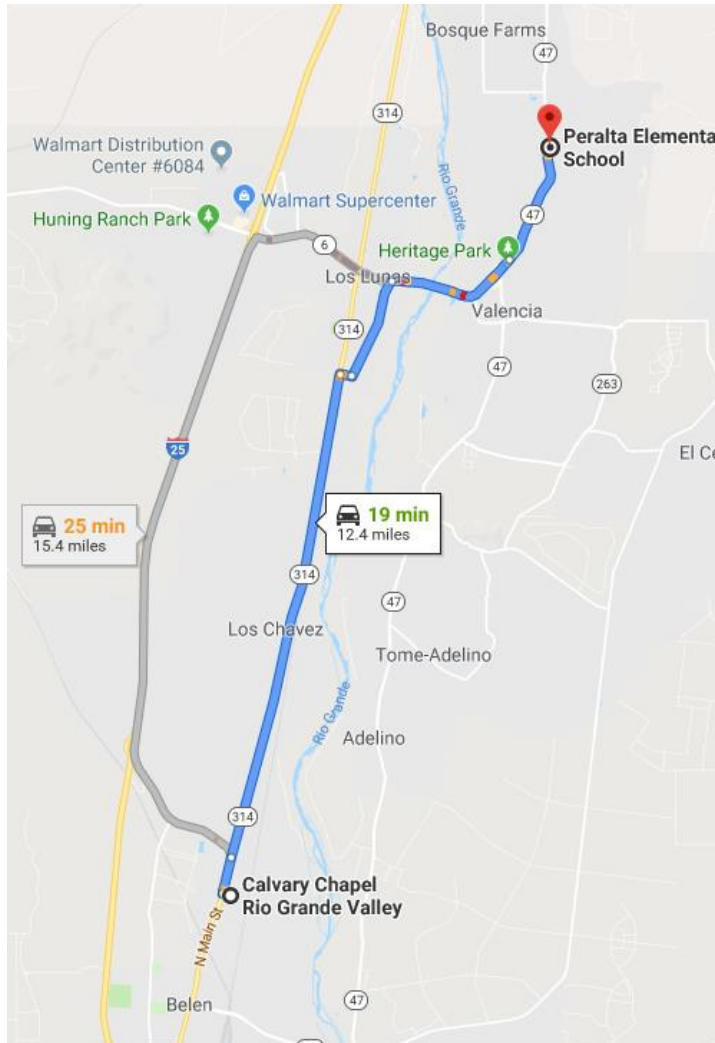 Bosque Farms
47
314
Peralta Elementa
School
Walmart Distribution
Center #6084
Rio Grande
Walmart Supercenter
Huning Ranch Park
47
6
Heritage Park
Los Lunas
Valencia
314
47
263
25
El Ce
25 min
15.4 miles
19 min
12.4 miles
314
47
Los Chavez
Tome-Adelino
Rio Grande
Adelino
314
Calvary Chapel
Rio Grande Valley
N Main St
Belen
47